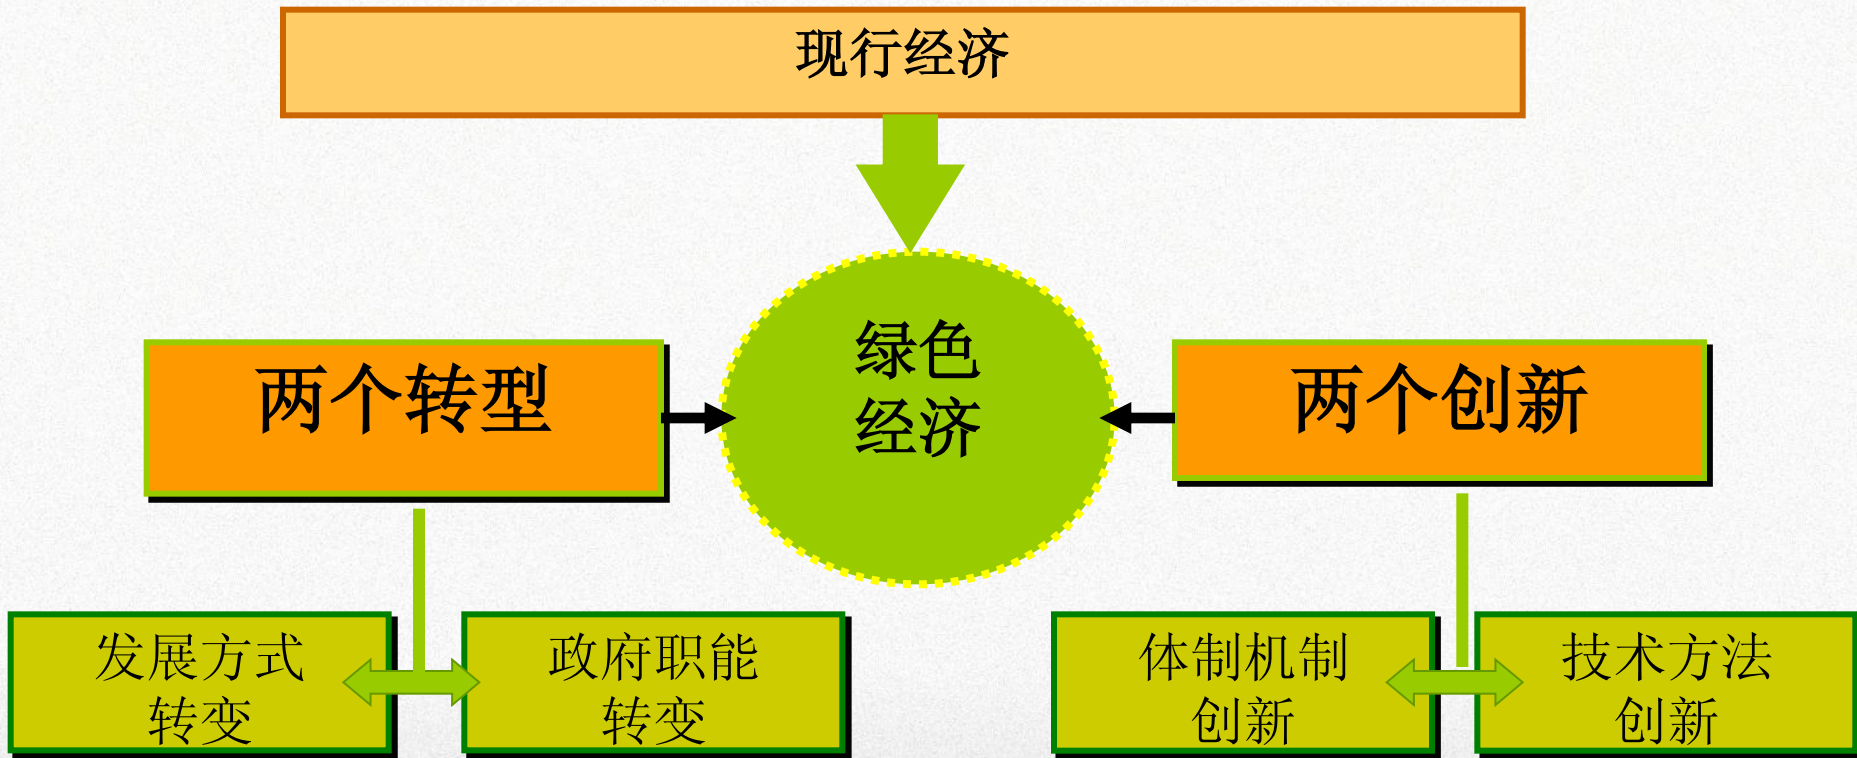 现行经济
绿色
经济
两个转型
两个创新
发展方式
转变
政府职能
转变
体制机制
创新
技术方法
创新